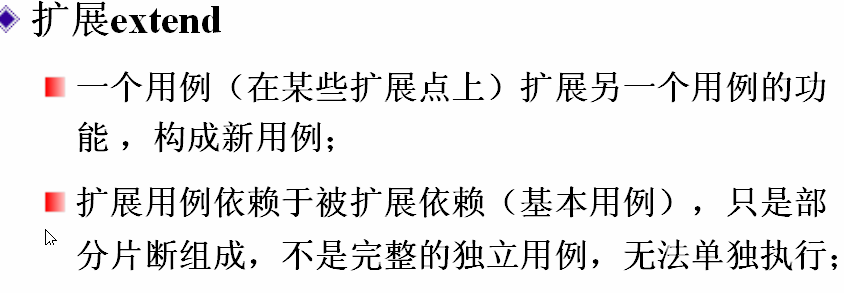 扩展extend
一个用例（在某些扩展点上）扩展另一个用例的功
能 ，构成新用例；
扩展用例依赖于被扩展依赖（基本用例），只是部
分片断组成，不是完整的独立用例，无法单独执行；